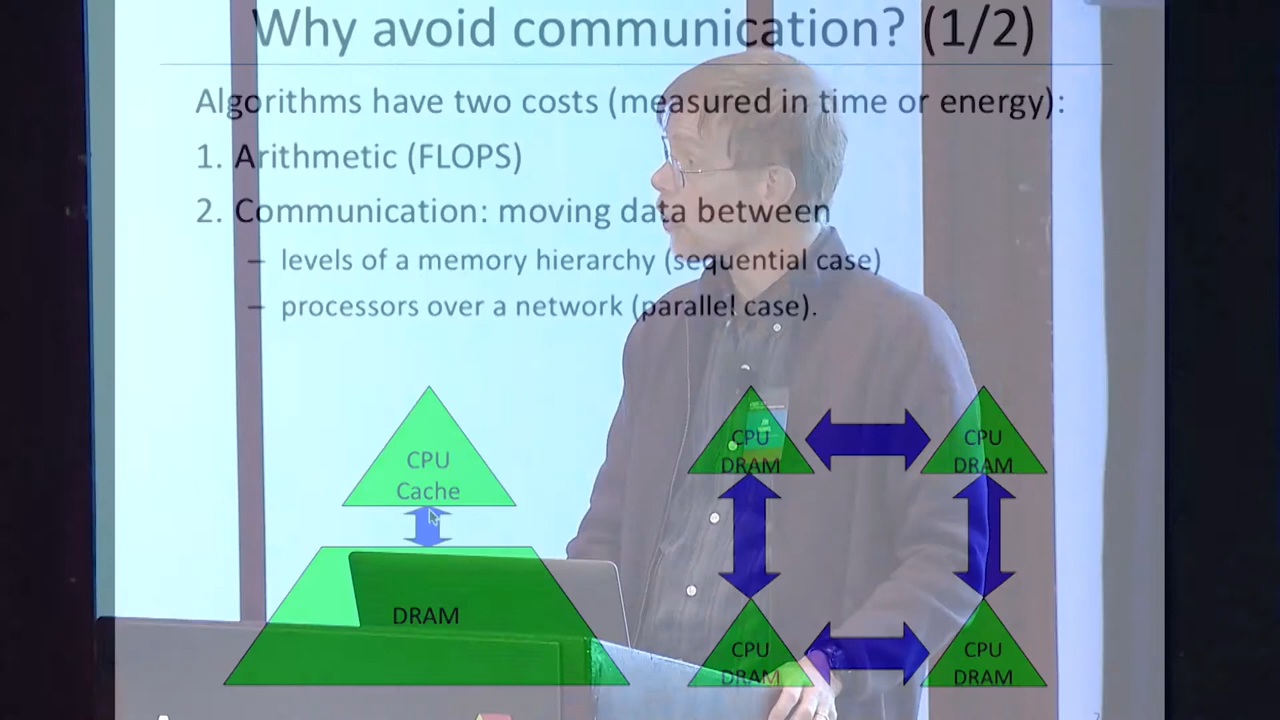 Why avoid communication? (1/2)
Algorithms have two costs (measured in time or energy):
1. Arithmetic (FLOPS)
2. Communication: moving data between
– levels of a memory hierarchy (sequential case)
– processors over a network (parallel case).
CPU
Cache
DRAM
CPU
DRAM
CPU
DRAM
CPU
DRAM
CPU
DRAM
2